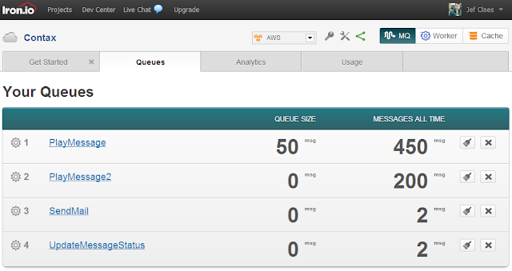 Iron.io Projects Dev Center Live Chat Upgrade Jef Claes
Contax AWS MQ Worker Cache
Get Started Queues Analytics Usage
Your Queues
QUEUE SIZE MESSAGES ALL TIME
1 PlayMessage 50 msg 450 msg
2 PlayMessage2 0 msg 200 msg
3 SendMail 0 msg 2 msg
4 UpdateMessageStatus 0 msg 2 msg